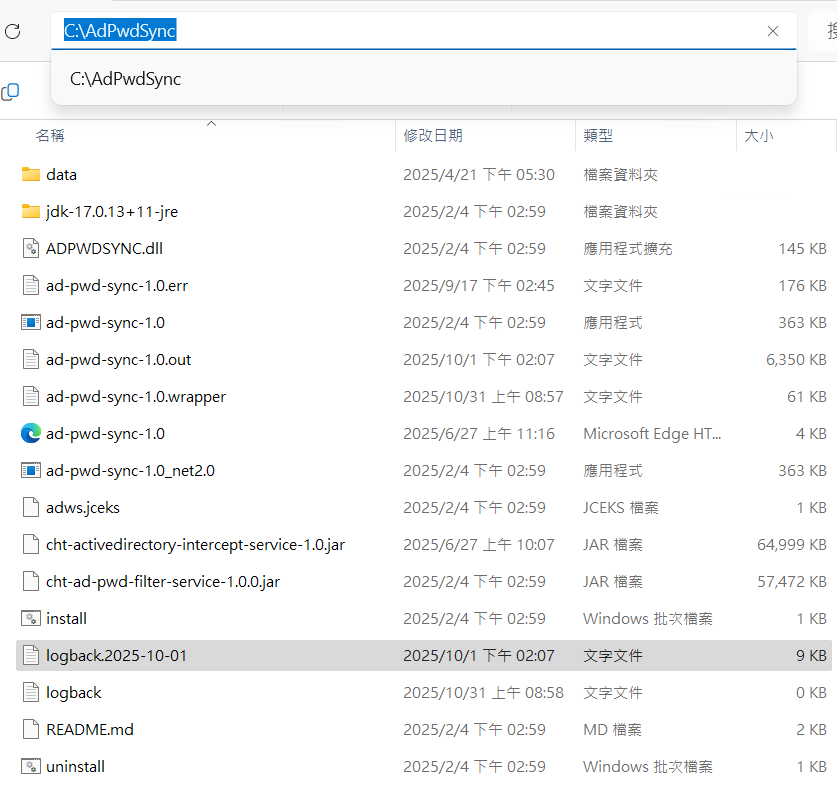 C:\AdPwdSync
C:\AdPwdSync
名稱 修改日期 類型 大小
data 2025/4/21 下午 05:30 檔案資料夾
jdk-17.0.13+11-jre 2025/2/4 下午 02:59 檔案資料夾
ADPWDSYNC.dll 2025/2/4 下午 02:59 應用程式擴充 145 KB
ad-pwd-sync-1.0.err 2025/9/17 下午 02:45 文字文件 176 KB
ad-pwd-sync-1.0 2025/2/4 下午 02:59 應用程式 363 KB
ad-pwd-sync-1.0.out 2025/10/1 下午 02:07 文字文件 6,350 KB
ad-pwd-sync-1.0.wrapper 2025/10/31 上午 08:57 文字文件 61 KB
ad-pwd-sync-1.0 2025/6/27 上午 11:16 Microsoft Edge HT... 4 KB
ad-pwd-sync-1.0_net2.0 2025/2/4 下午 02:59 應用程式 363 KB
adws.jceks 2025/2/4 下午 02:59 JCEKS 檔案 1 KB
cht-activedirectory-intercept-service-1.0.jar 2025/6/27 上午 10:07 JAR 檔案 64,999 KB
cht-ad-pwd-filter-service-1.0.0.jar 2025/2/4 下午 02:59 JAR 檔案 57,472 KB
install 2025/2/4 下午 02:59 Windows 批次檔案 1 KB
logback.2025-10-01 2025/10/1 下午 02:07 文字文件 9 KB
logback 2025/10/31 上午 08:58 文字文件 0 KB
README.md 2025/2/4 下午 02:59 MD 檔案 2 KB
uninstall 2025/2/4 下午 02:59 Windows 批次檔案 1 KB